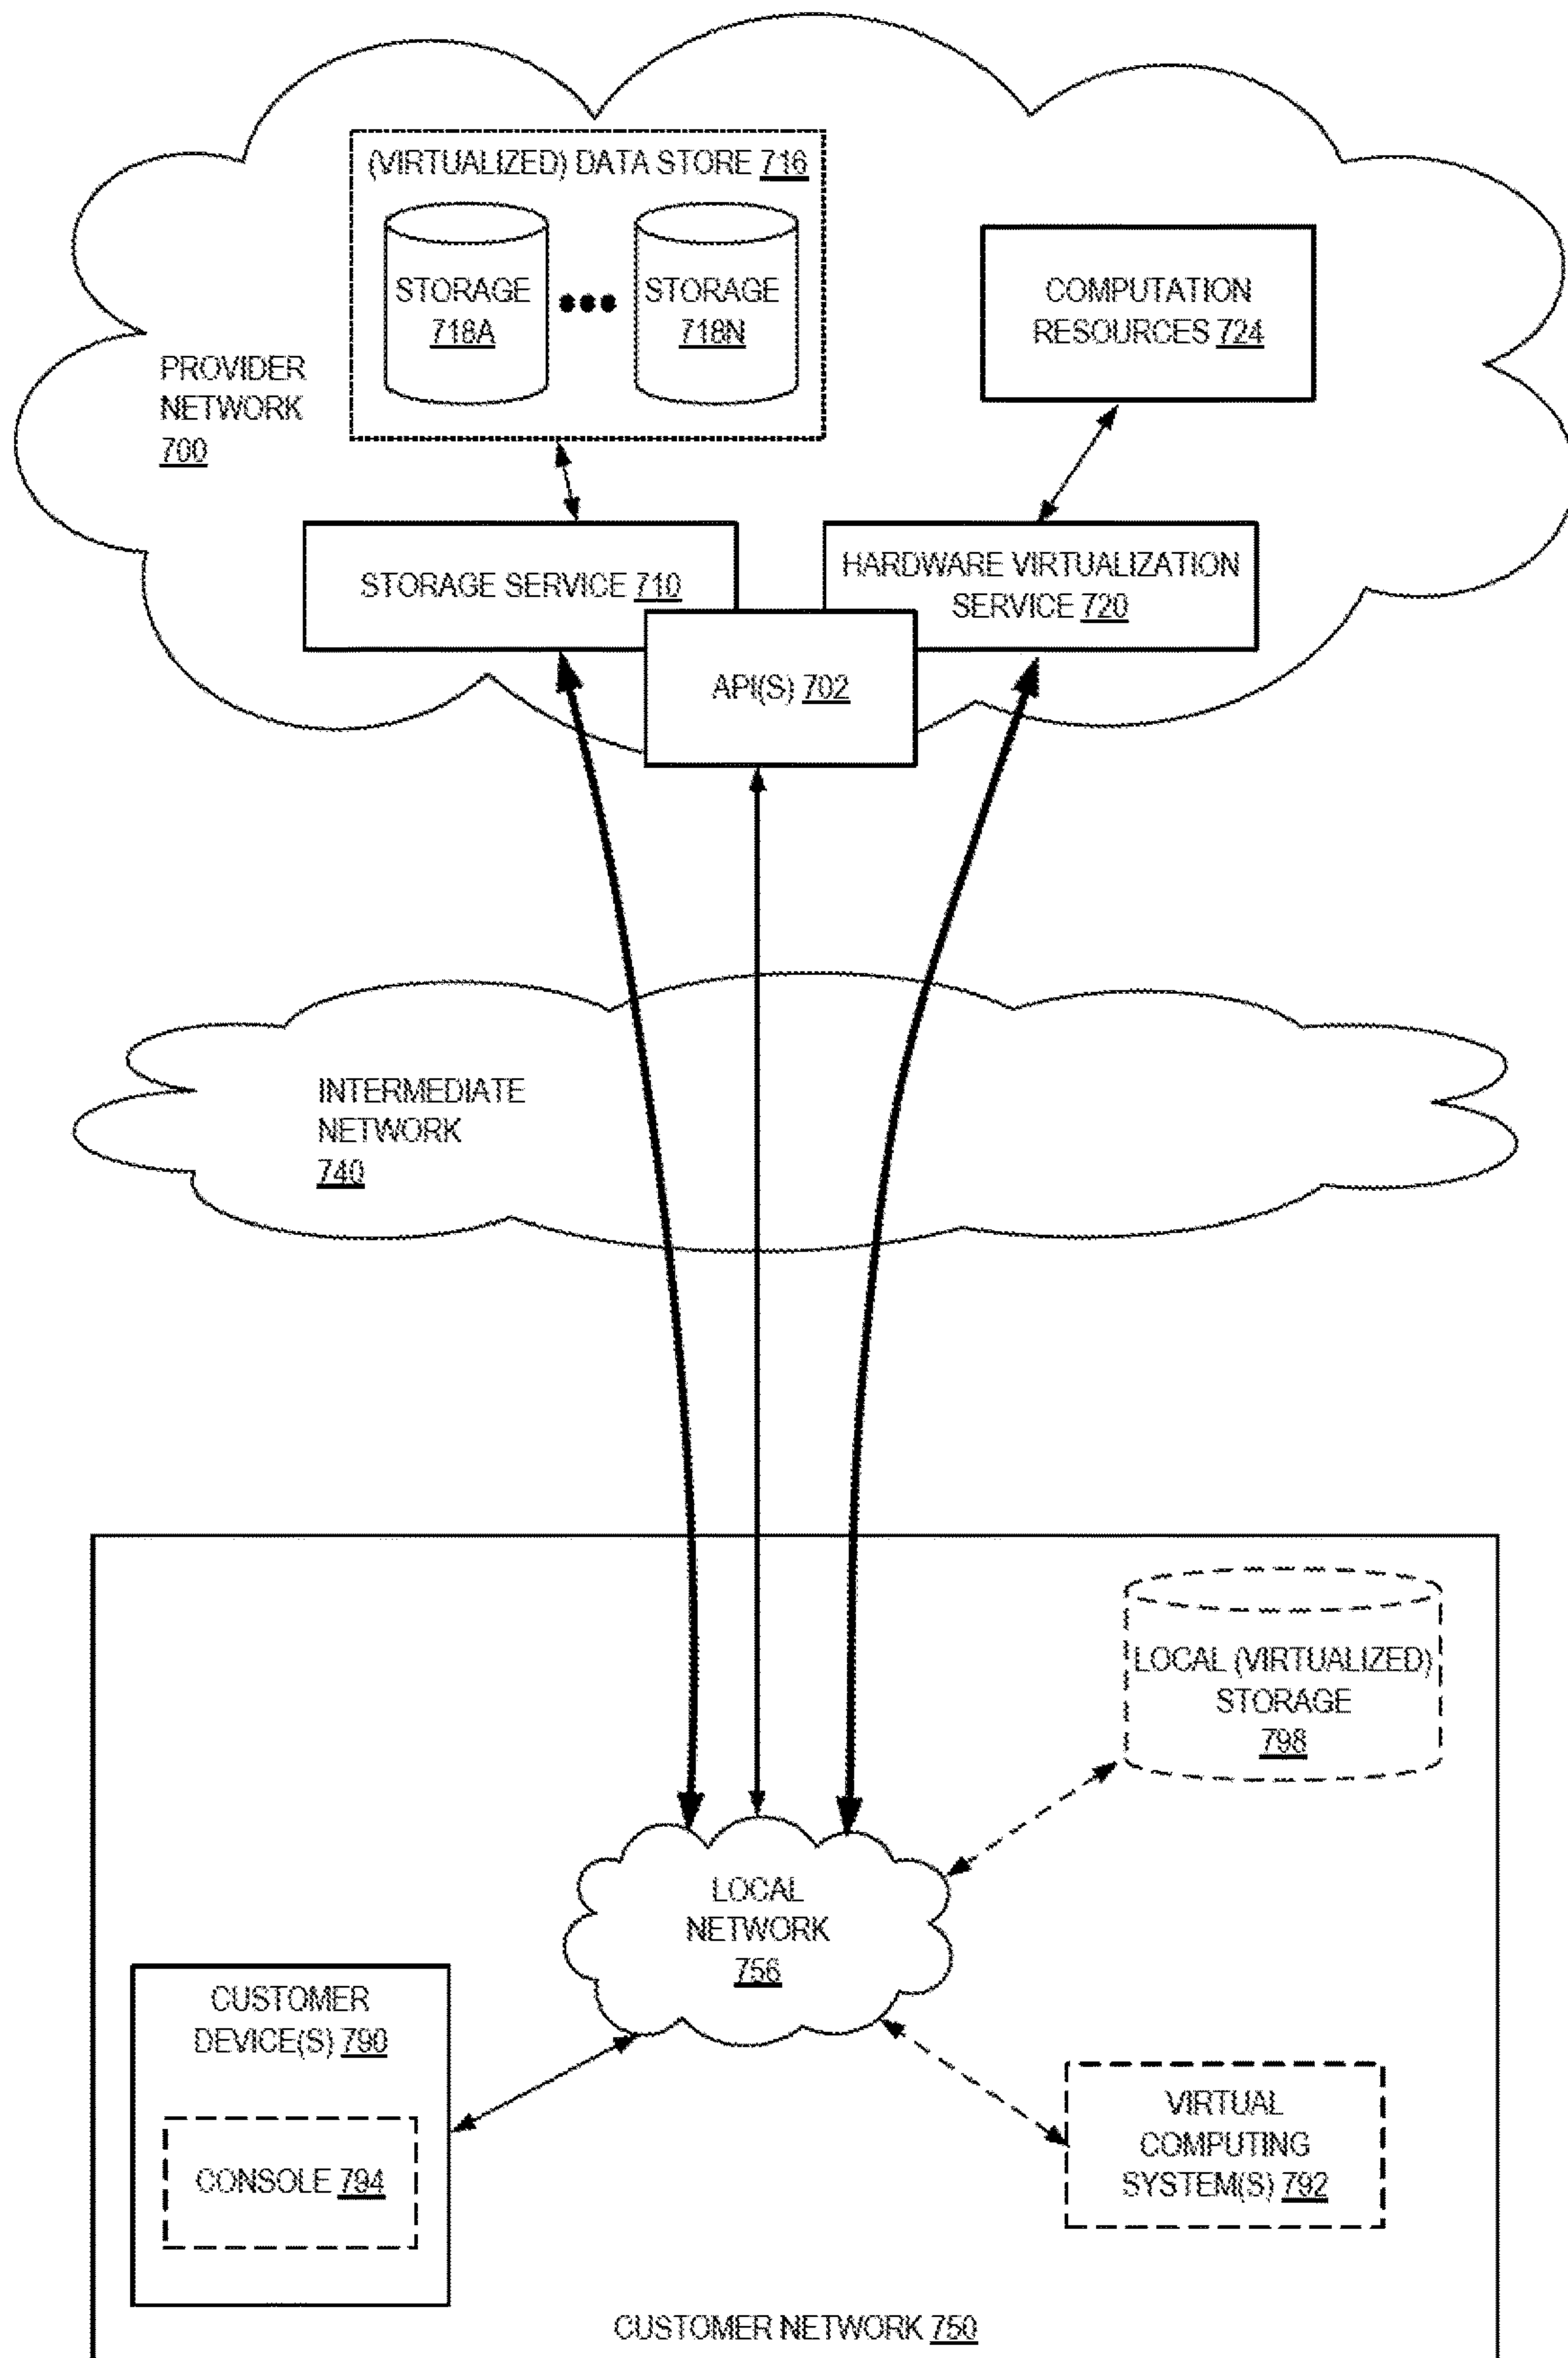 (VIRTUALIZED) DATA STORE 716
STORAGE
718A
STORAGE
718N
COMPUTATION
RESOURCES 724
PROVIDER
NETWORK
700
STORAGE SERVICE 710
HARDWARE VIRTUALIZATION
SERVICE 720
API(S) 702
INTERMEDIATE
NETWORK
740
LOCAL (VIRTUALIZED)
STORAGE
798
LOCAL
NETWORK
756
CUSTOMER
DEVICE(S) 790
CONSOLE 794
VIRTUAL
COMPUTING
SYSTEM(S) 792
CUSTOMER NETWORK 750